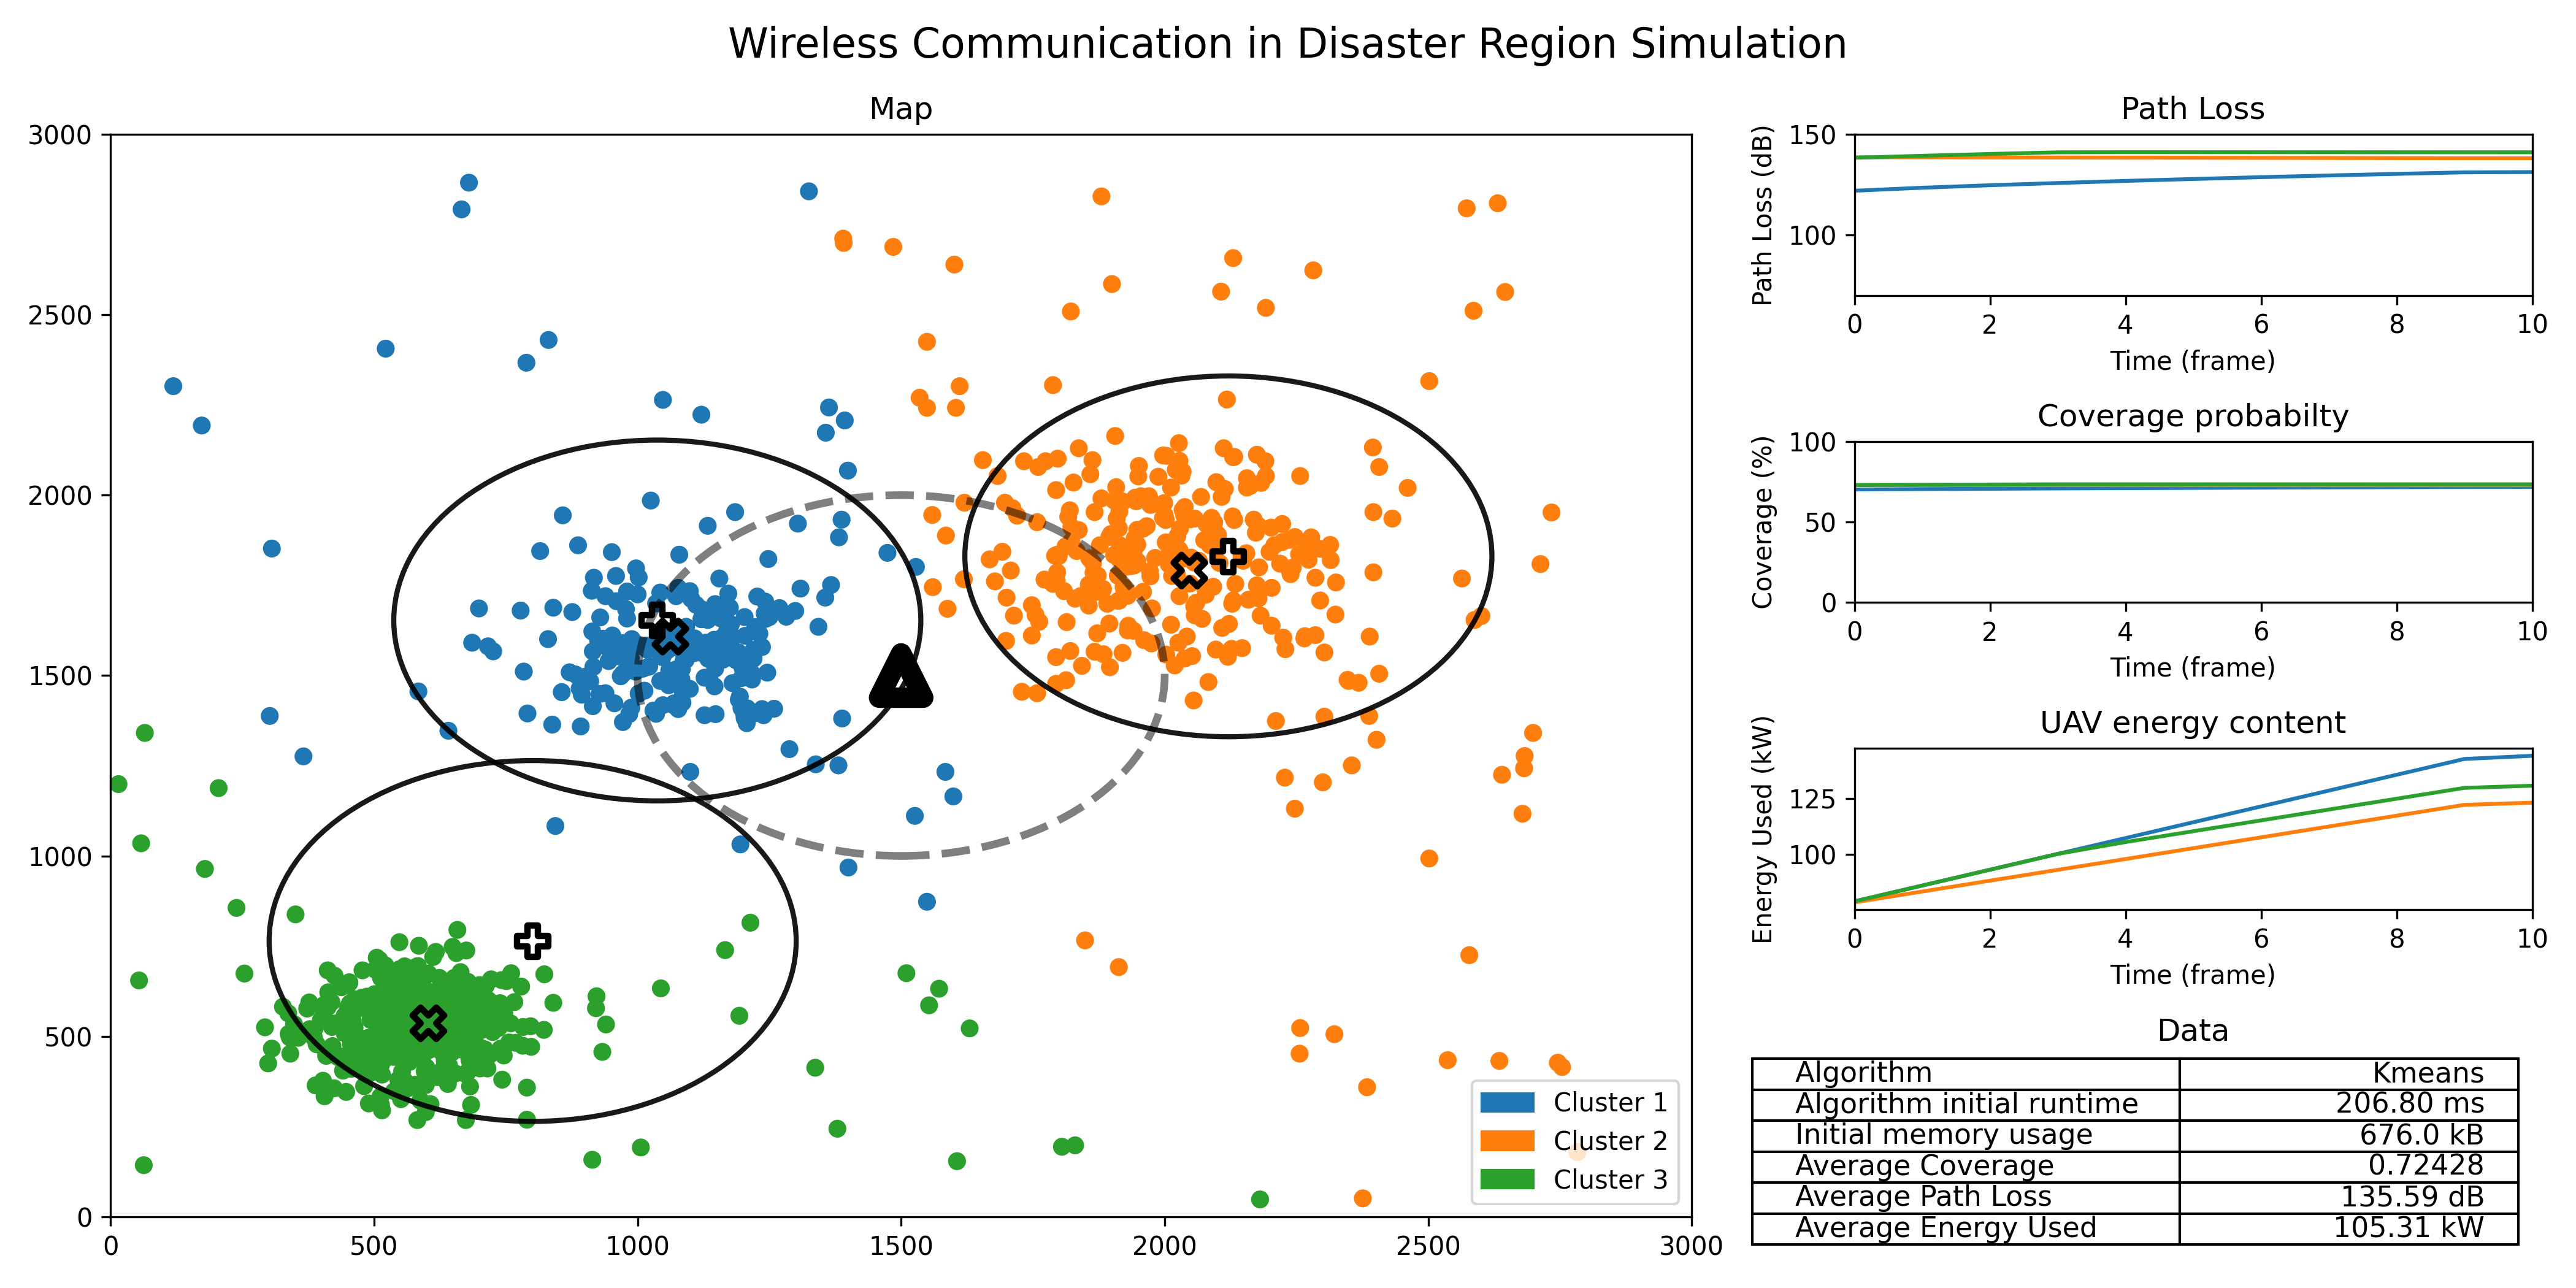 Wireless Communication in Disaster Region Simulation
Map
3000
2500
2000
1500
1000
500
0
0 500 1000 1500 2000 2500 3000
Cluster 1
Cluster 2
Cluster 3
Path Loss
Path Loss (dB)
150
100
0 2 4 6 8 10
Time (frame)
Coverage probabilty
Coverage (%)
100
50
0
0 2 4 6 8 10
Time (frame)
UAV energy content
Energy Used (kW)
125
100
0 2 4 6 8 10
Time (frame)
Data
Algorithm Kmeans
Algorithm initial runtime 206.80 ms
Initial memory usage 676.0 kB
Average Coverage 0.72428
Average Path Loss 135.59 dB
Average Energy Used 105.31 kW